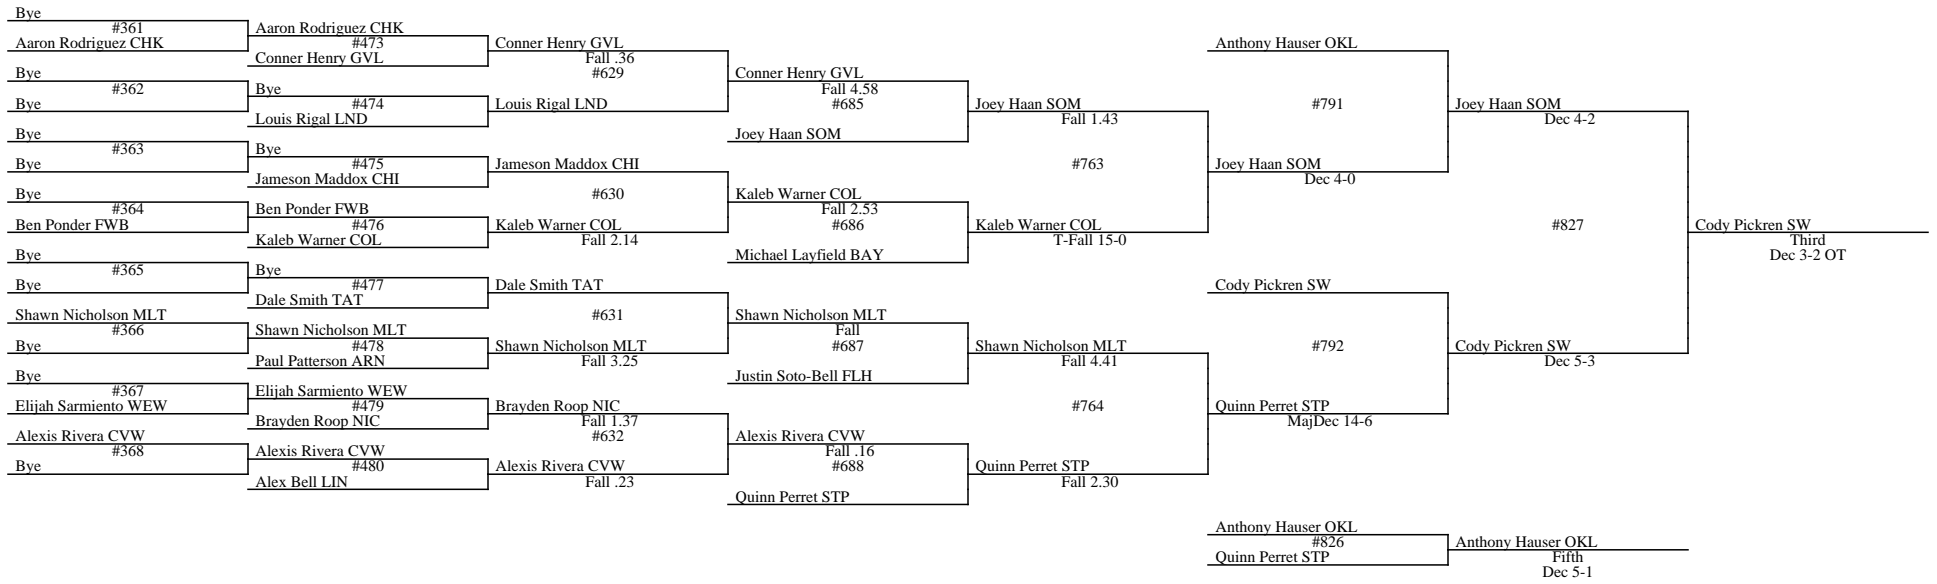 Bye
#361
Aaron Rodriguez CHK
Bye
#362
Bye
Bye
#363
Bye
Bye
#364
Ben Ponder FWB
Bye
#365
Bye
Shawn Nicholson MLT
#366
Bye
Bye
#367
Elijah Sarmiento WEW
Alexis Rivera CVW
#368
Bye
Aaron Rodriguez CHK
#473
Conner Henry GVL
Bye
#474
Louis Rigal LND
Bye
#475
Jameson Maddox CHI
Ben Ponder FWB
#476
Kaleb Warner COL
Bye
#477
Dale Smith TAT
Shawn Nicholson MLT
#478
Paul Patterson ARN
Elijah Sarmiento WEW
#479
Brayden Roop NIC
Alexis Rivera CVW
#480
Alex Bell LIN
Conner Henry GVL
Fall .36
#629
Louis Rigal LND
Jameson Maddox CHI
#630
Kaleb Warner COL
Fall 2.14
Dale Smith TAT
#631
Shawn Nicholson MLT
Fall 3.25
Brayden Roop NIC
Fall 1.37
#632
Alexis Rivera CVW
Fall .23
Conner Henry GVL
Fall 4.58
#685
Joey Haan SOM
Kaleb Warner COL
Fall 2.53
#686
Michael Layfield BAY
Shawn Nicholson MLT
Fall
#687
Justin Soto-Bell FLH
Alexis Rivera CVW
Fall .16
#688
Quinn Perret STP
Joey Haan SOM
Fall 1.43
#763
Kaleb Warner COL
T-Fall 15-0
Shawn Nicholson MLT
Fall 4.41
#764
Quinn Perret STP
Fall 2.30
Anthony Hauser OKL
#791
Joey Haan SOM
Dec 4-0
Cody Pickren SW
#792
Quinn Perret STP
MajDec 14-6
Joey Haan SOM
Dec 4-2
#827
Cody Pickren SW
Dec 5-3
Cody Pickren SW
Third
Dec 3-2 OT
Anthony Hauser OKL
#826
Quinn Perret STP
Anthony Hauser OKL
Fifth
Dec 5-1